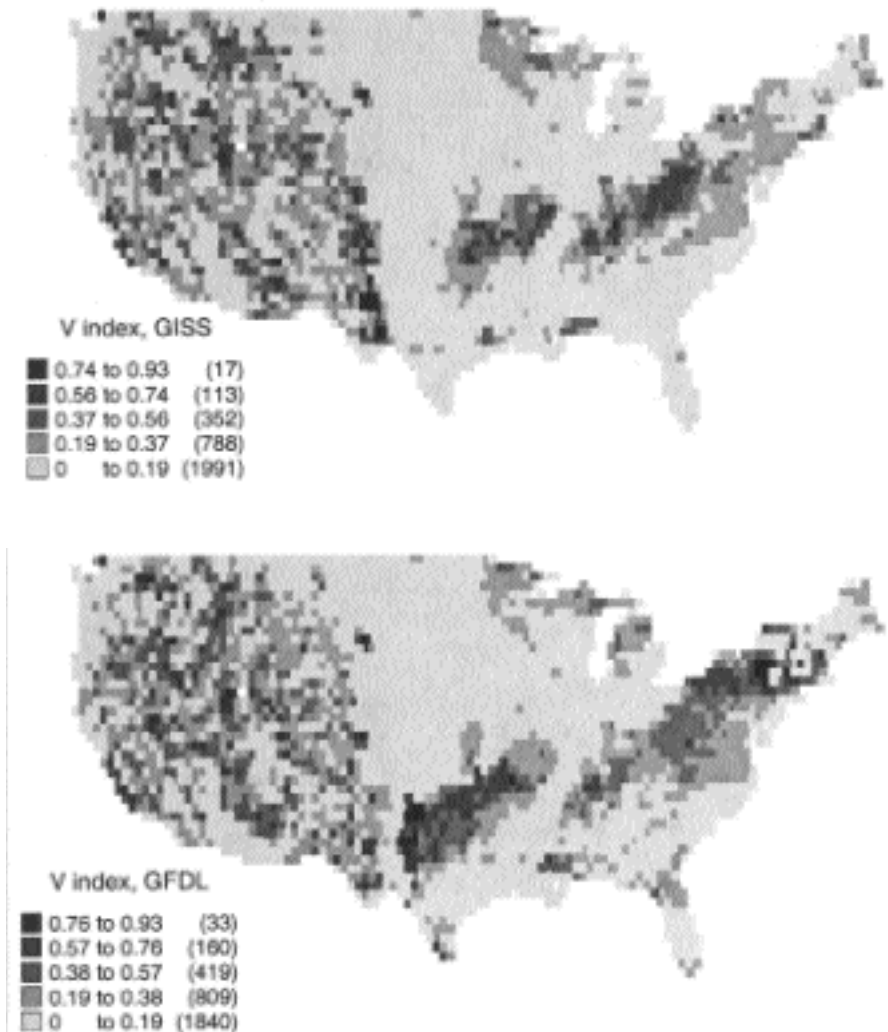 V index, GISS
0.74 to 0.93 (17)
0.56 to 0.74 (113)
0.37 to 0.56 (352)
0.19 to 0.37 (788)
0 to 0.19 (1991)
V index, GFDL
0.76 to 0.93 (33)
0.57 to 0.76 (160)
0.38 to 0.57 (419)
0.19 to 0.38 (809)
0 to 0.19 (1840)